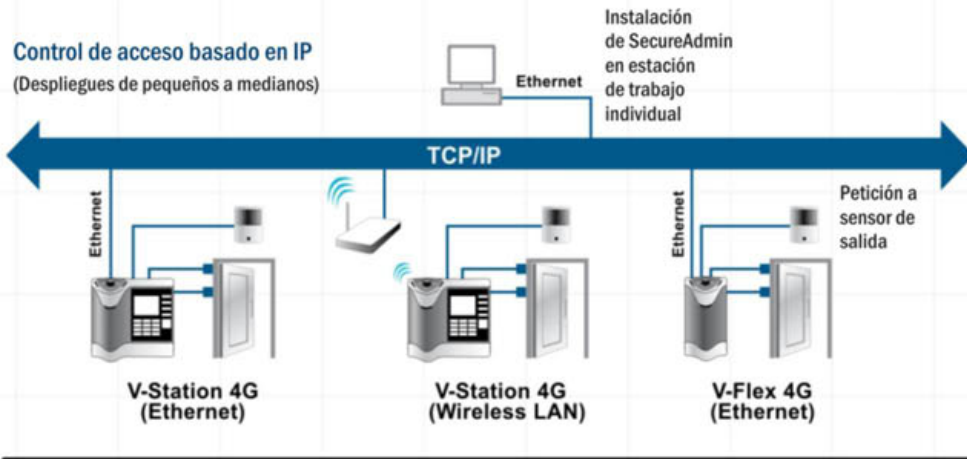 Control de acceso basado en IP
(Despliegues de pequeños a medianos)
Ethernet
Instalación
de SecureAdmin
en estación
de trabajo
individual
TCP/IP
Ethernet
Ethernet
Petición a
sensor de
salida
V-Station 4G
(Ethernet)
V-Station 4G
(Wireless LAN)
V-Flex 4G
(Ethernet)